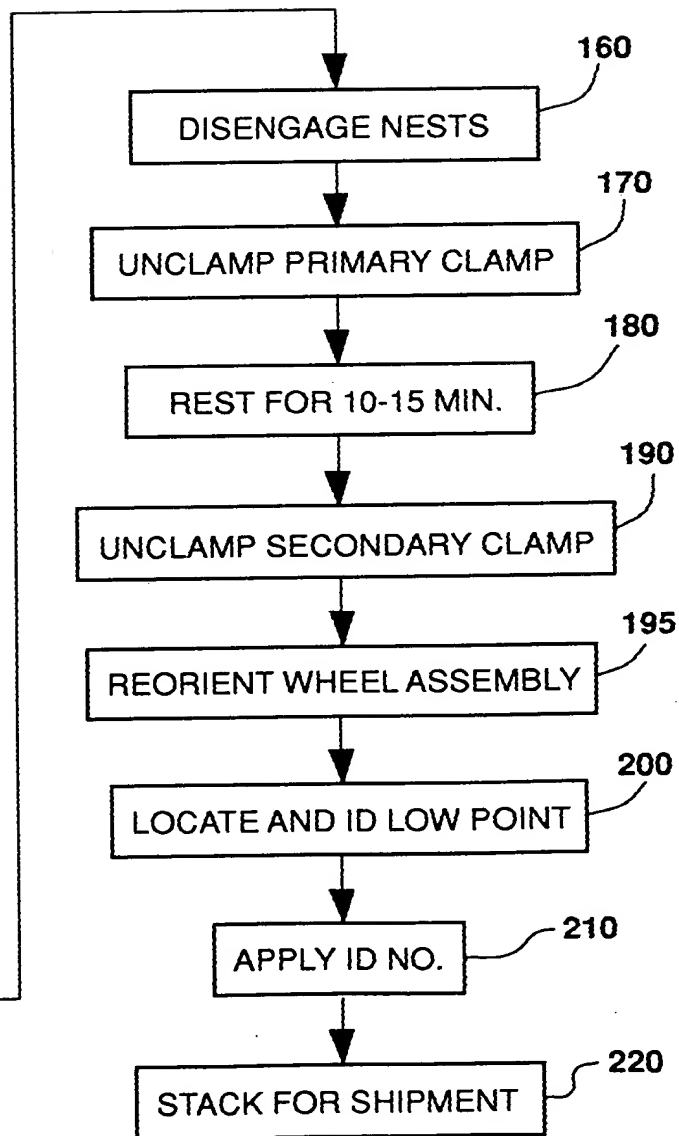 160
DISENGAGE NESTS
170
UNCLAMP PRIMARY CLAMP
180
REST FOR 10-15 MIN.
190
UNCLAMP SECONDARY CLAMP
195
REORIENT WHEEL ASSEMBLY
200
LOCATE AND ID LOW POINT
210
APPLY ID NO.
220
STACK FOR SHIPMENT